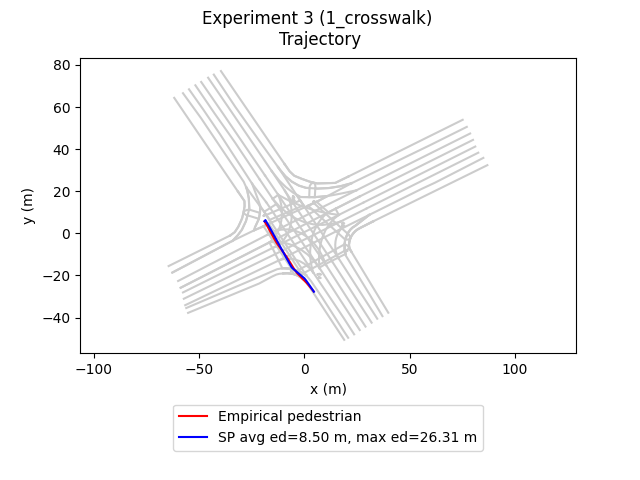 Experiment 3 (1_crosswalk)
Trajectory
80
60
40
20
0
−20
−40
y (m)
−100
−50
0
50
100
x (m)
Empirical pedestrian
SP avg ed=8.50 m, max ed=26.31 m